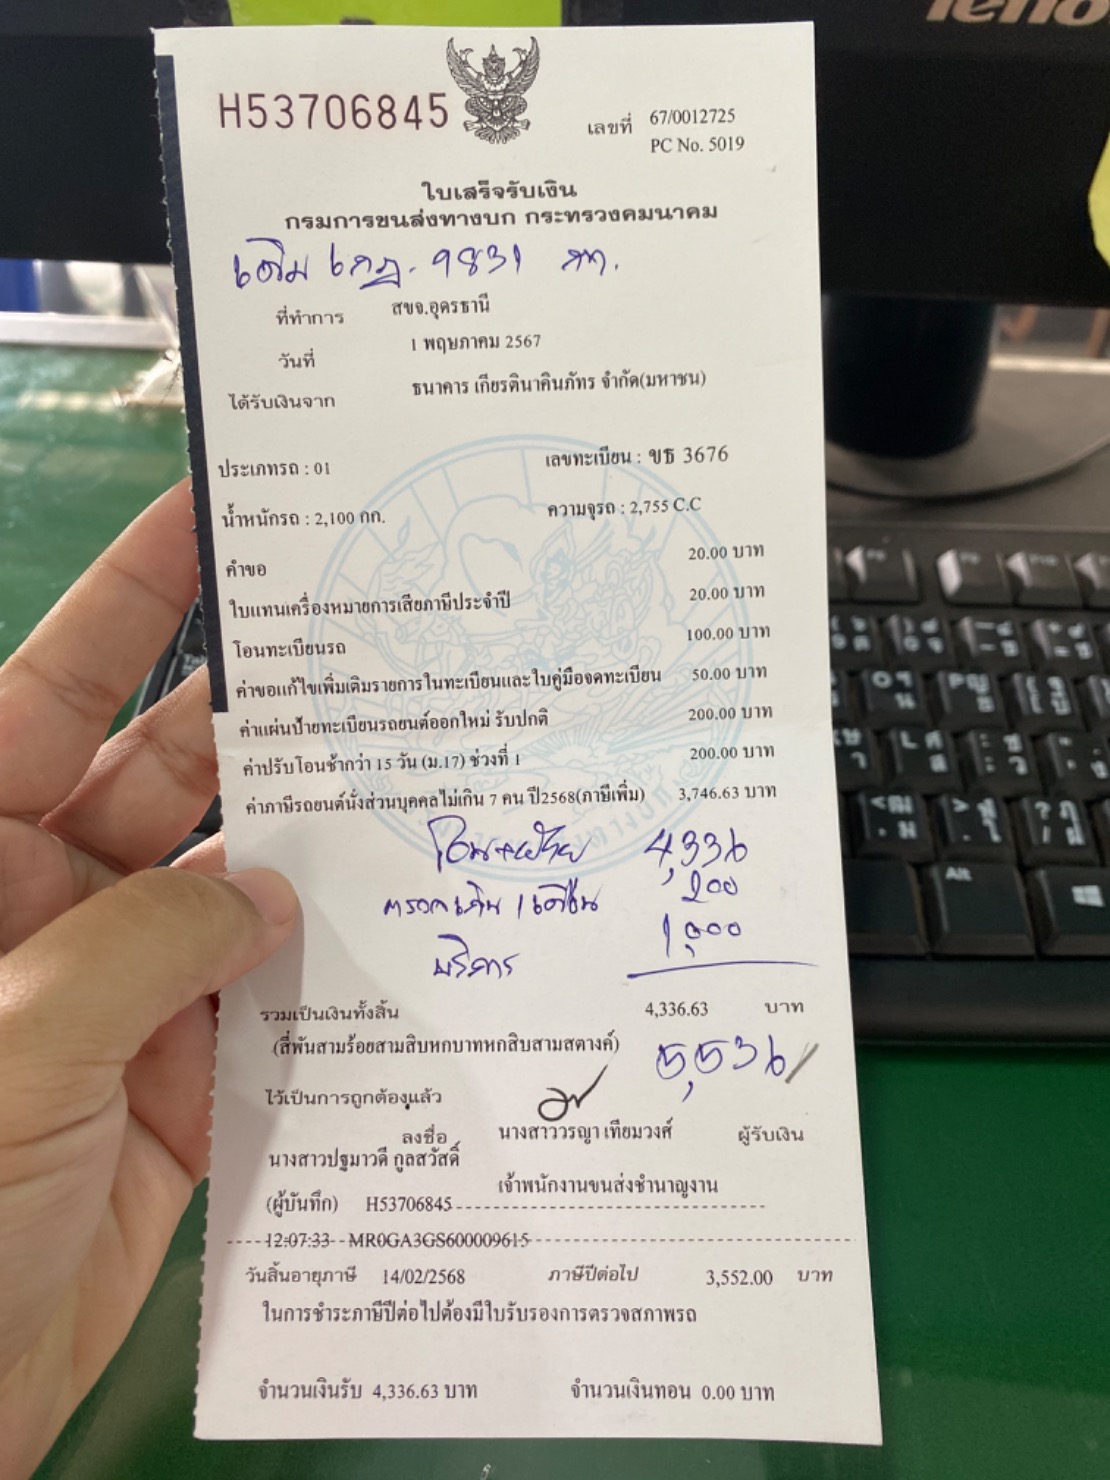 H53706845
เลขที่ 67/0012725
PC No. 5019
ใบเสร็จรับเงิน
กรมการขนส่งทางบก กระทรวงคมนาคม
เดิม 9831 กท.
ที่ทำการ สขจ.อุดรธานี
วันที่ 1 พฤษภาคม 2567
ได้รับเงินจาก ธนาคาร เกียรตินาคินภัทร จำกัด(มหาชน)
ประเภทรถ : 01 เลขทะเบียน : ขธ 3676
น้ำหนักรถ : 2,100 กก. ความจุรถ : 2,755 C.C
คำขอ 20.00 บาท
ใบแทนเครื่องหมายการเสียภาษีประจำปี 20.00 บาท
โอนทะเบียนรถ 100.00 บาท
ค่าขอแก้ไขเพิ่มเติมรายการในทะเบียนและใบคู่มือจดทะเบียน 50.00 บาท
ค่าแผ่นป้ายทะเบียนรถยนต์ออกใหม่ รับปกติ 200.00 บาท
ค่าปรับโอนช้ากว่า 15 วัน (ม.17) ช่วงที่ 1 200.00 บาท
ค่าภาษีรถยนต์นั่งส่วนบุคคลไม่เกิน 7 คน ปี2568(ภาษีเพิ่ม) 3,746.63 บาท
4,336
ตรวจเกิน 1 เดือน 200
บริการ 1,000
รวมเป็นเงินทั้งสิ้น 4,336.63 บาท
(สี่พันสามร้อยสามสิบหกบาทหกสิบสามสตางค์) 5,536
ไว้เป็นการถูกต้องแล้ว
ลงชื่อ นางสาววรญา เทียมวงศ์ ผู้รับเงิน
นางสาวปฐมาวดี กูลสวัสดิ์
เจ้าพนักงานขนส่งชำนาญงาน
(ผู้บันทึก) H53706845
12:07:33 MR0GA3GS600009615
วันสิ้นอายุภาษี 14/02/2568 ภาษีปีต่อไป 3,552.00 บาท
ในการชำระภาษีปีต่อไปต้องมีใบรับรองการตรวจสภาพรถ
จำนวนเงินรับ 4,336.63 บาท จำนวนเงินทอน 0.00 บาท
Alt